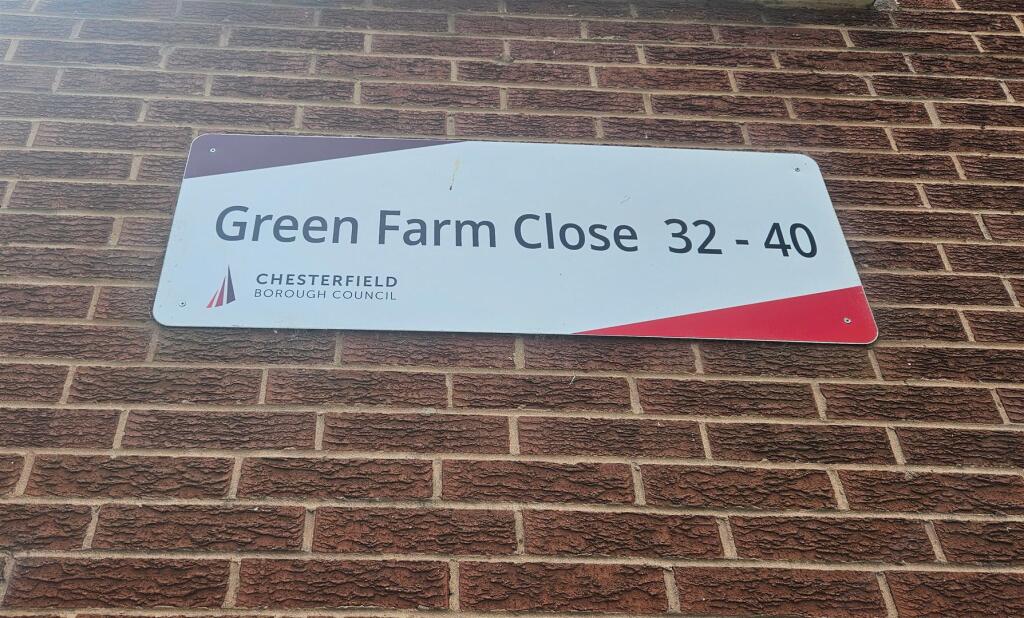 Green Farm Close 32 - 40
CHESTERFIELD
BOROUGH COUNCIL